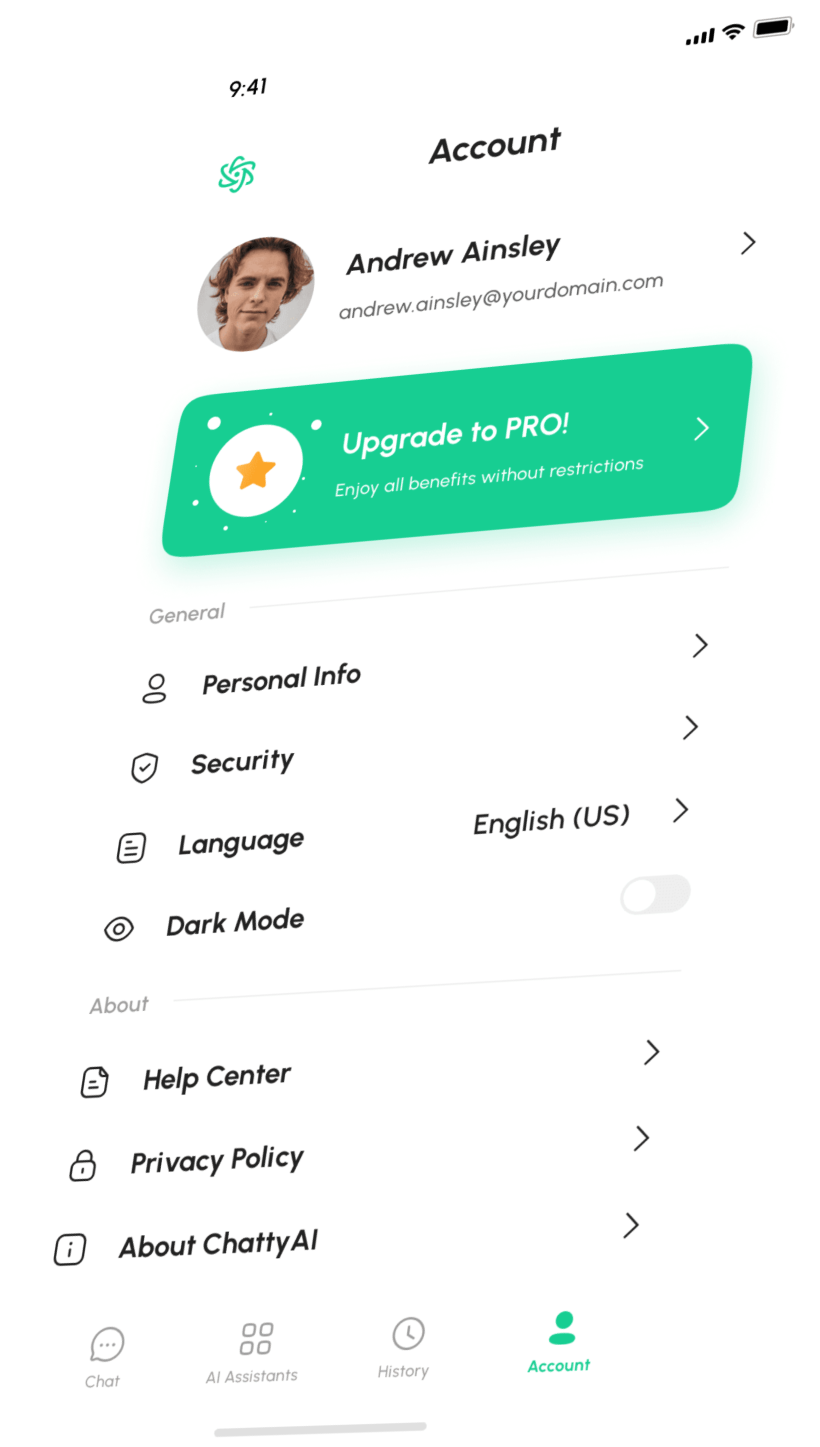 9:41
Account
Andrew Ainsley
andrew.ainsley@yourdomain.com
Upgrade to PRO!
Enjoy all benefits without restrictions
General
Personal Info
Security
Language English (US)
Dark Mode
About
Help Center
Privacy Policy
About ChattyAI
Chat AI Assistants History Account